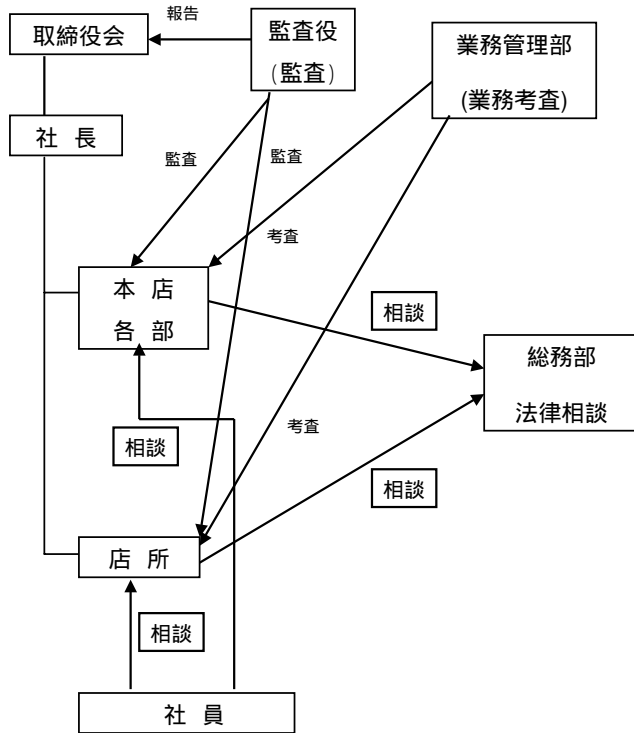 報告
取締役会
監査役
(監査)
業務管理部
(業務考査)
社 長
監査
監査
考査
本 店
各 部
相談
総務部
法律相談
相談
考査
相談
店 所
相談
社 員